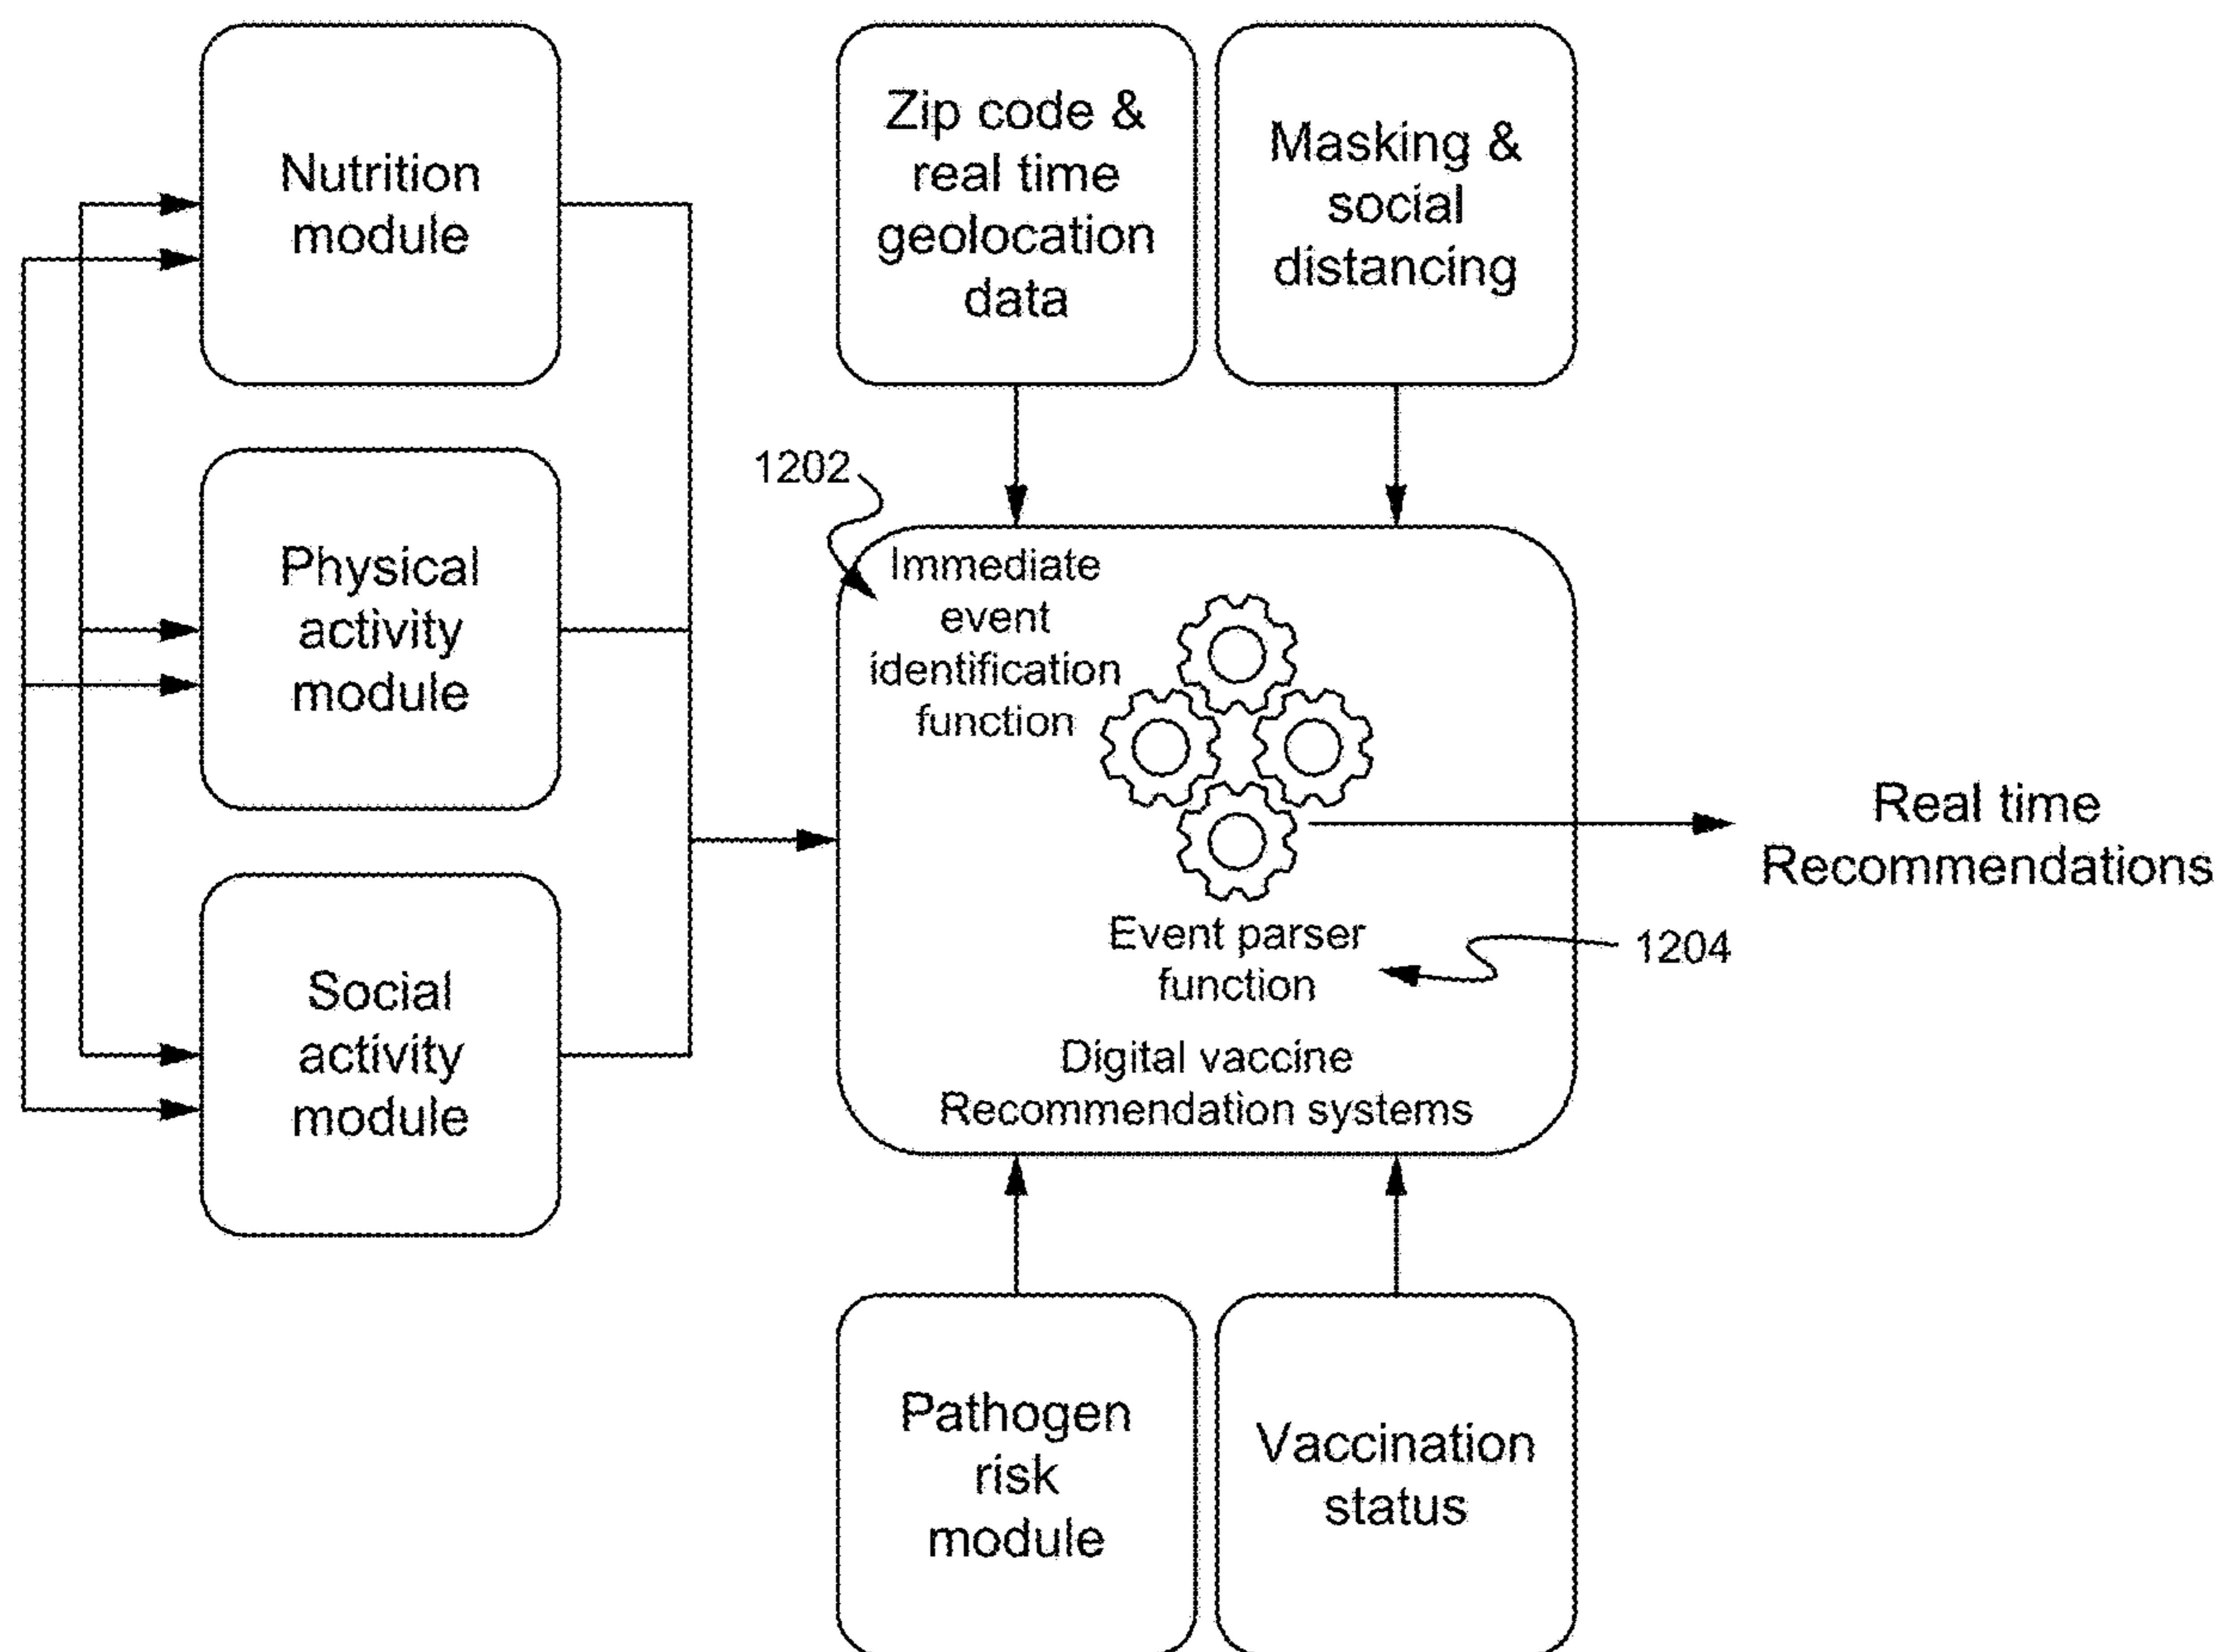 Nutrition
module
Physical
activity
module
Social
activity
module
Zip code &
real time
geolocation
data
Masking &
social
distancing
1202
Immediate
event
identification
function
Event parser
function
1204
Digital vaccine
Recommendation systems
Real time
Recommendations
Pathogen
risk
module
Vaccination
status